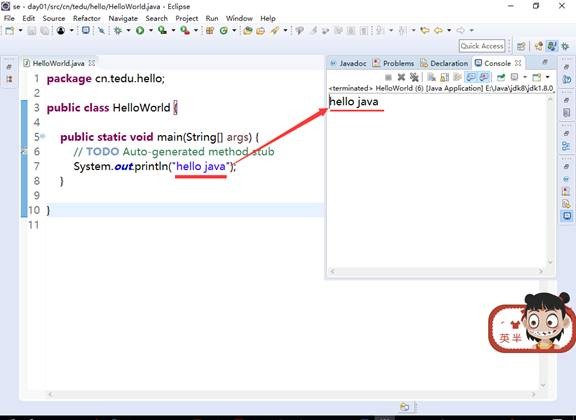 se - day01/src/cn/tedu/hello/HelloWorld.java - Eclipse
File Edit Source Refactor Navigate Search Project Run Window Help
Quick Access
HelloWorld.java
1 package cn.tedu.hello;
2
3 public class HelloWorld {
4
5 public static void main(String[] args) {
6 // TODO Auto-generated method stub
7 System.out.println("hello java");
8 }
9
10 }
11
Javadoc Problems Declaration Console
<terminated> HelloWorld (6) [Java Application] E:\Java\jdk8\jdk1.8.0_
hello java
英 半